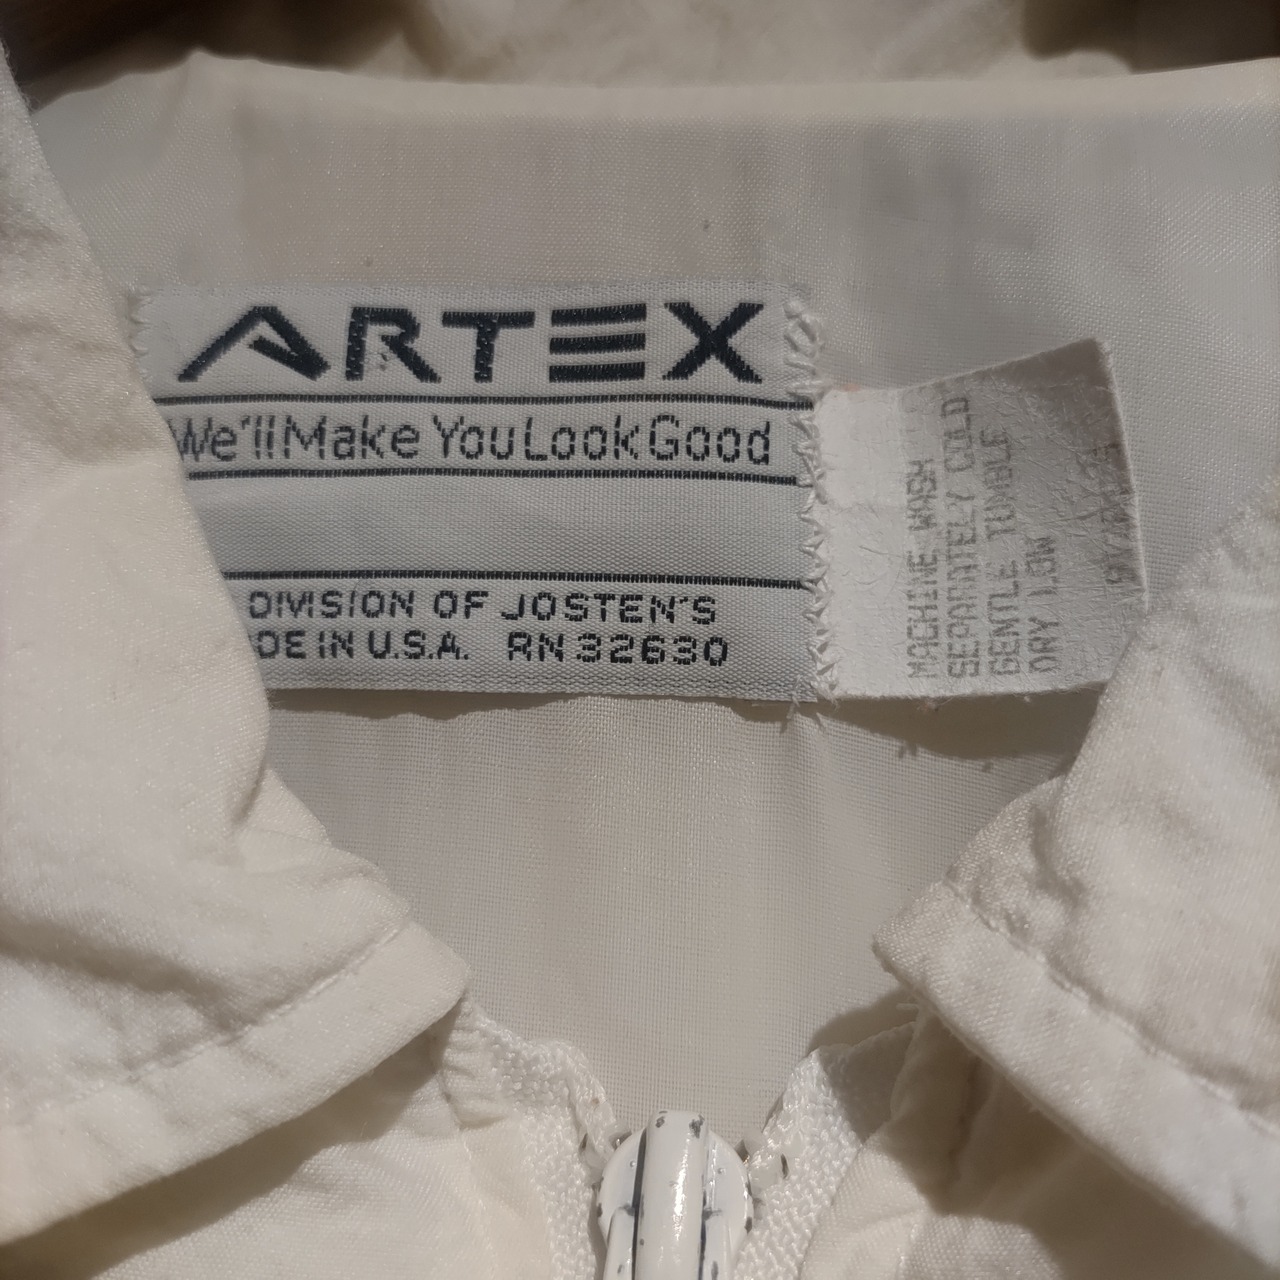 ARTEX
We'll Make You Look Good
DIVISION OF JOSTEN'S
DE IN U.S.A. RN 32630
MACHINE WASH
SEPARATELY COLD
GENTLE TUMBLE
DRY LOW